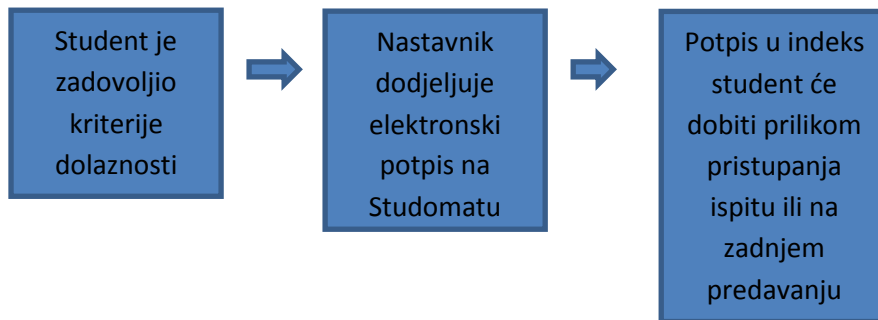 Student je
zadovoljio
kriterije
dolaznosti
Nastavnik
dodjeljuje
elektronski
potpis na
Studomatu
Potpis u indeks
student će
dobiti prilikom
pristupanja
ispitu ili na
zadnjem
predavanju